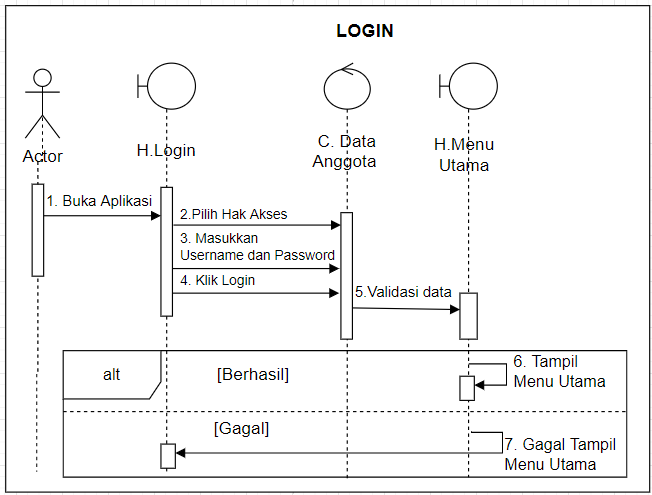 LOGIN
Actor
H.Login
C. Data
Anggota
H.Menu
Utama
1. Buka Aplikasi
2.Pilih Hak Akses
3. Masukkan
Username dan Password
4. Klik Login
5.Validasi data
alt
[Berhasil]
6. Tampil
Menu Utama
[Gagal]
7. Gagal Tampil
Menu Utama